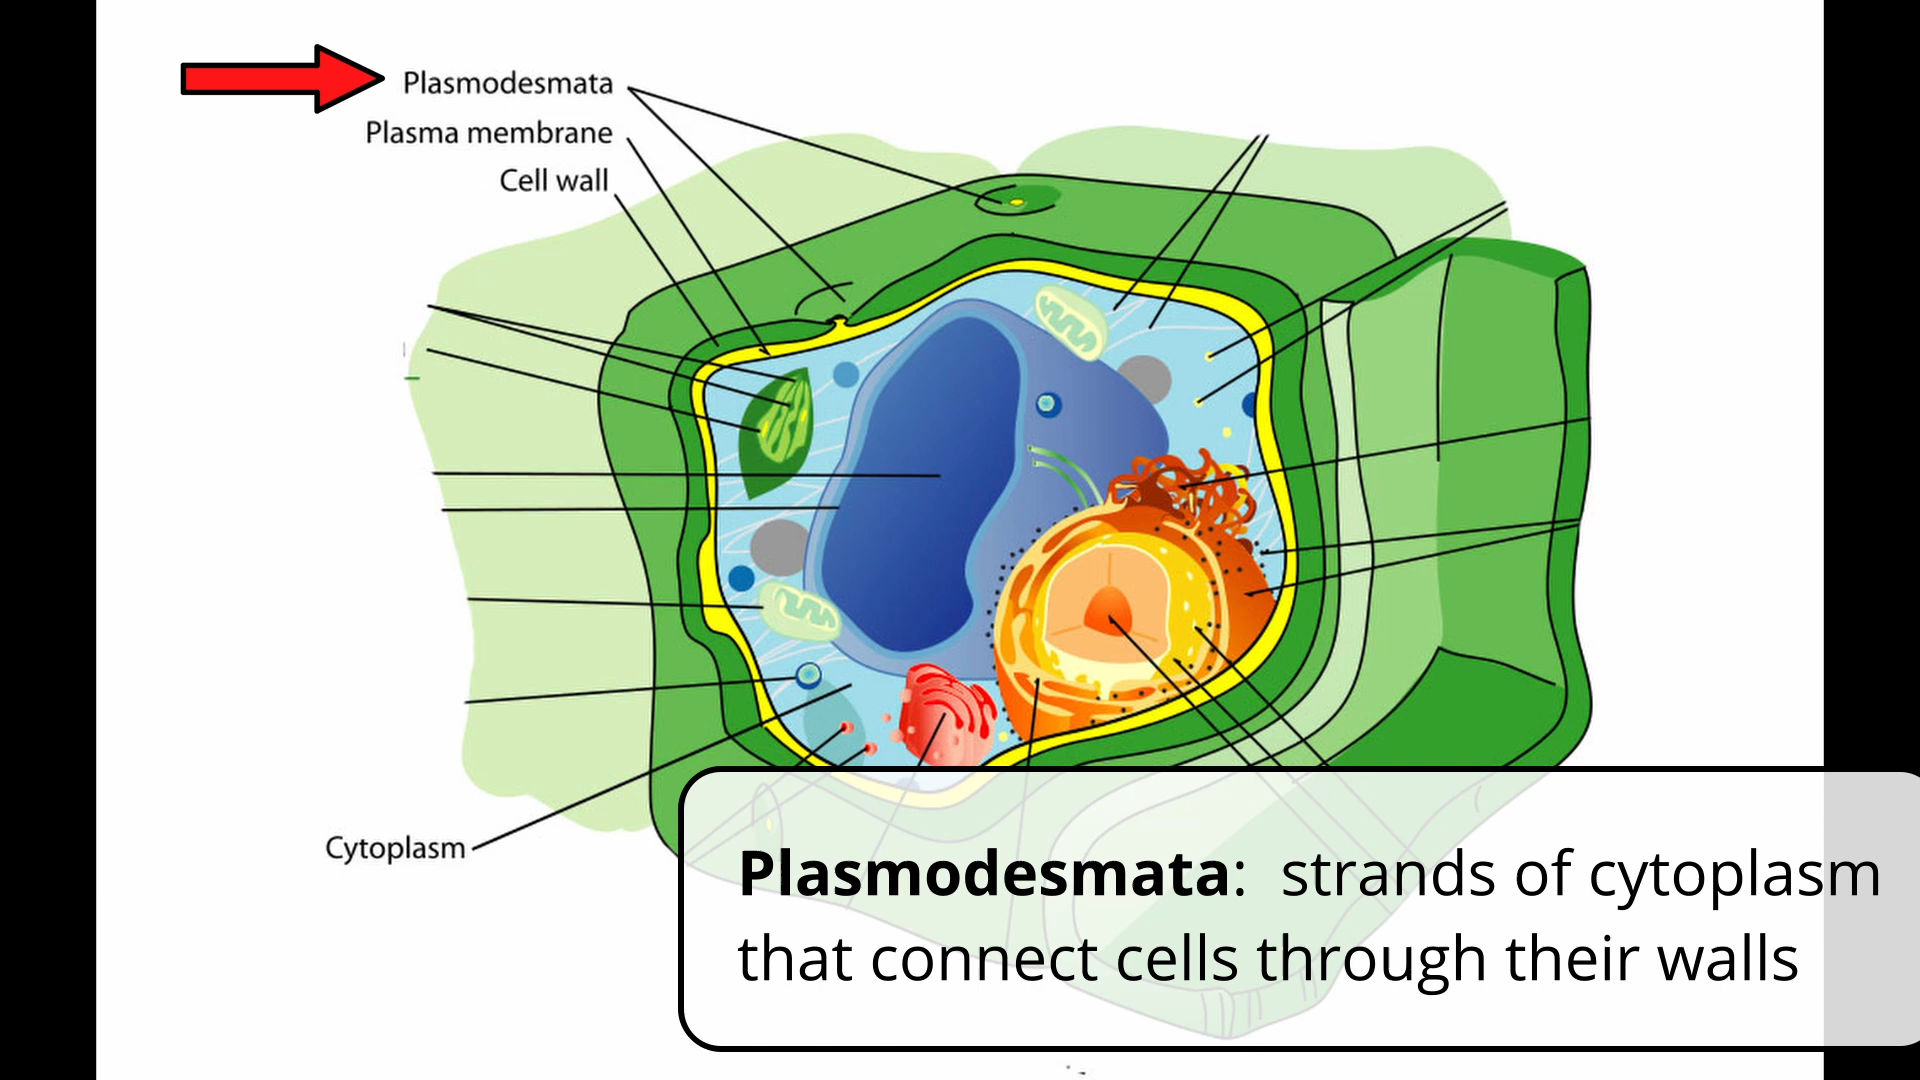 Plasmodesmata
Plasma membrane
Cell wall
Cytoplasm
Plasmodesmata: strands of cytoplasm
that connect cells through their walls